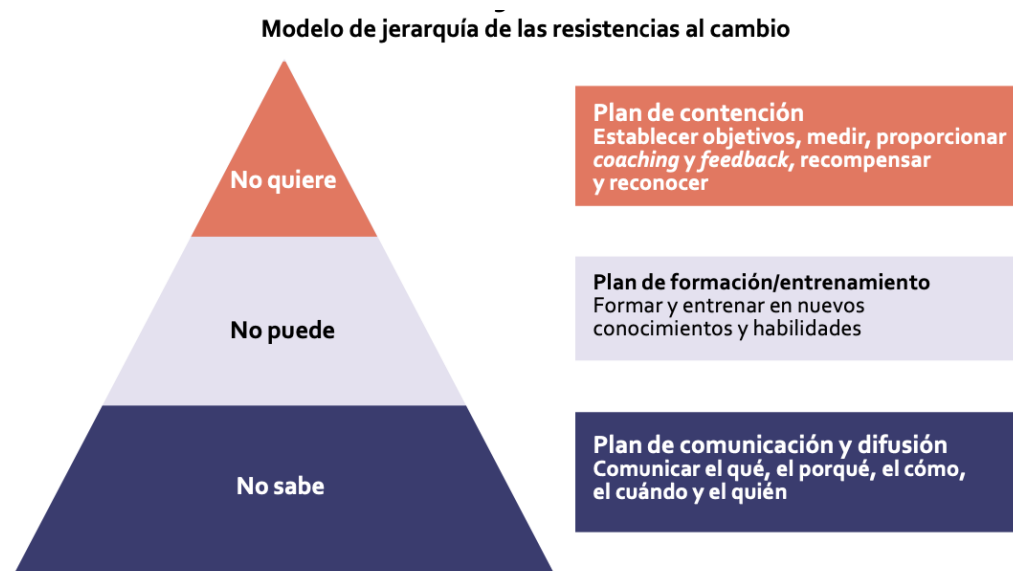 Modelo de jerarquía de las resistencias al cambio
No quiere
Plan de contención
Establecer objetivos, medir, proporcionar
coaching y feedback, recompensar
y reconocer
No puede
Plan de formación/entrenamiento
Formar y entrenar en nuevos
conocimientos y habilidades
No sabe
Plan de comunicación y difusión
Comunicar el qué, el porqué, el cómo,
el cuándo y el quién